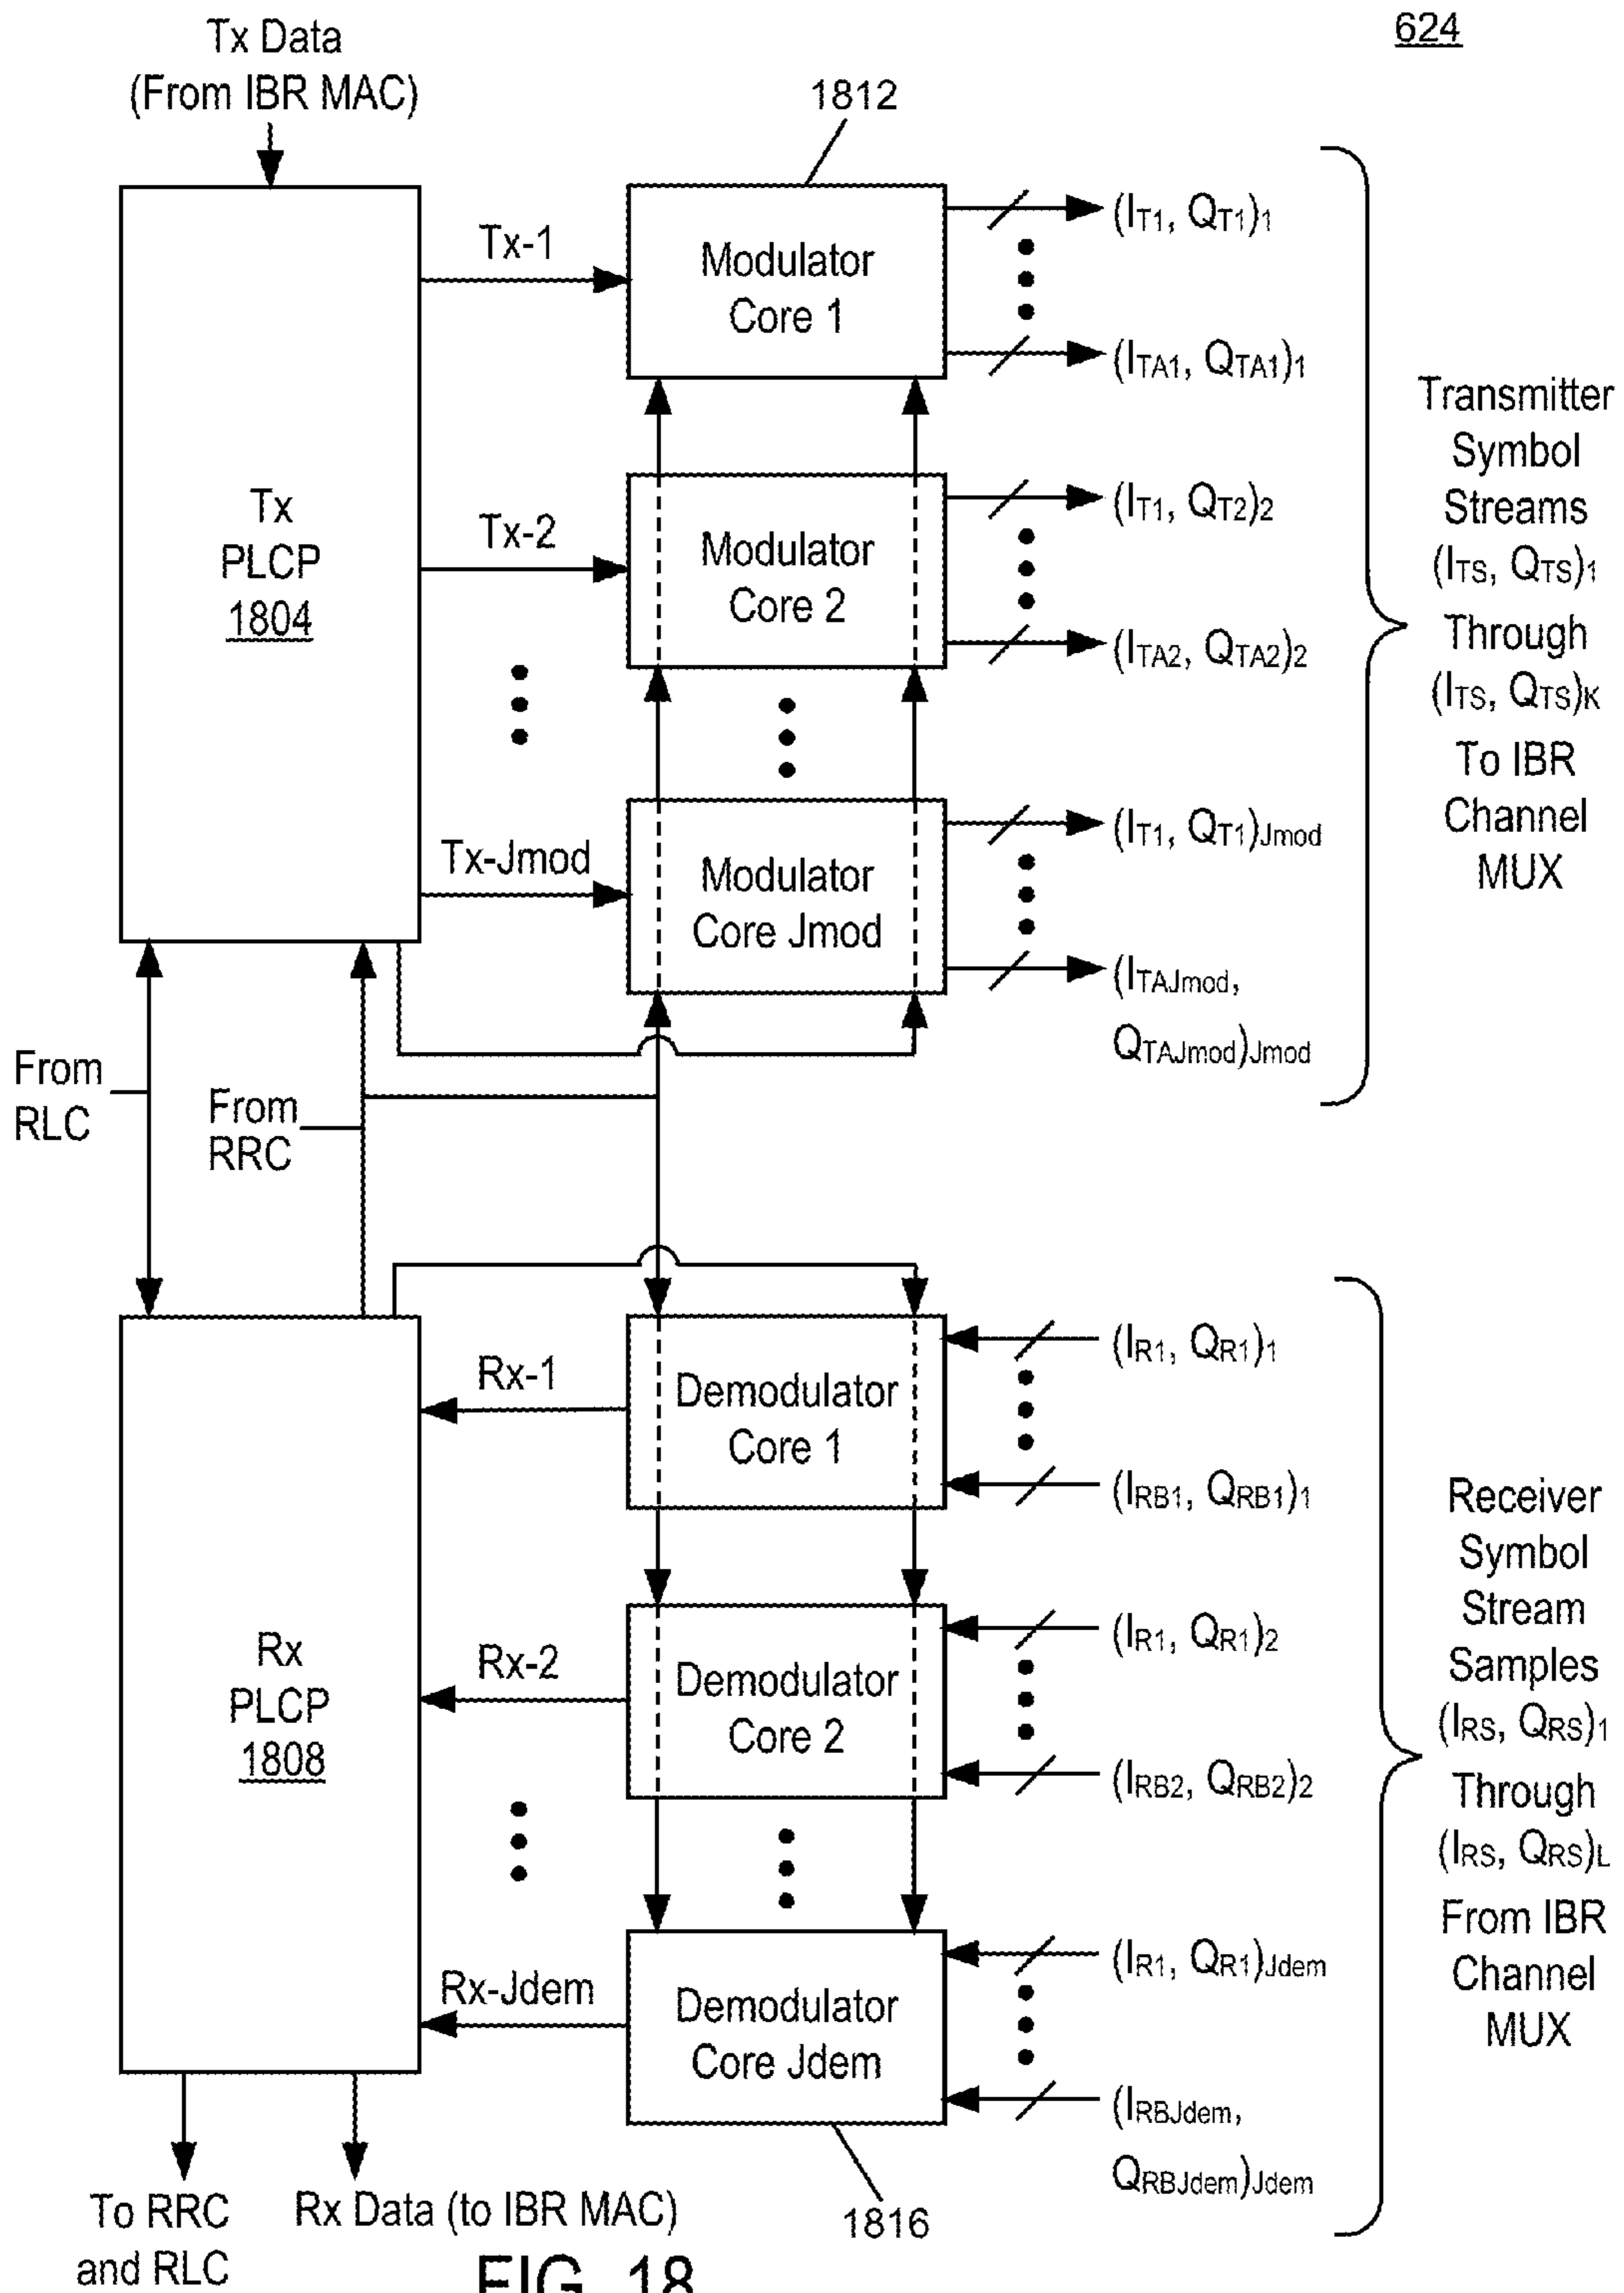 624
Tx Data
(From IBR MAC)
1812
Tx
PLCP
1804
Tx-1
Modulator
Core 1
(IT1, QT1)1
(ITA1, QTA1)1
Tx-2
Modulator
Core 2
(IT1, QT2)2
(ITA2, QTA2)2
Tx-Jmod
Modulator
Core Jmod
(IT1, QT1)Jmod
(ITAJmod,
QTAJmod)Jmod
Transmitter
Symbol
Streams
(ITS, QTS)1
Through
(ITS, QTS)K
To IBR
Channel
MUX
From
RLC
From
RRC
Rx
PLCP
1808
Rx-1
Demodulator
Core 1
(IR1, QR1)1
(IRB1, QRB1)1
Rx-2
Demodulator
Core 2
(IR1, QR1)2
(IRB2, QRB2)2
Rx-Jdem
Demodulator
Core Jdem
(IR1, QR1)Jdem
(IRBJdem,
QRBJdem)Jdem
Receiver
Symbol
Stream
Samples
(IRS, QRS)1
Through
(IRS, QRS)L
From IBR
Channel
MUX
To RRC
and RLC
Rx Data (to IBR MAC)
1816
FIG. 18